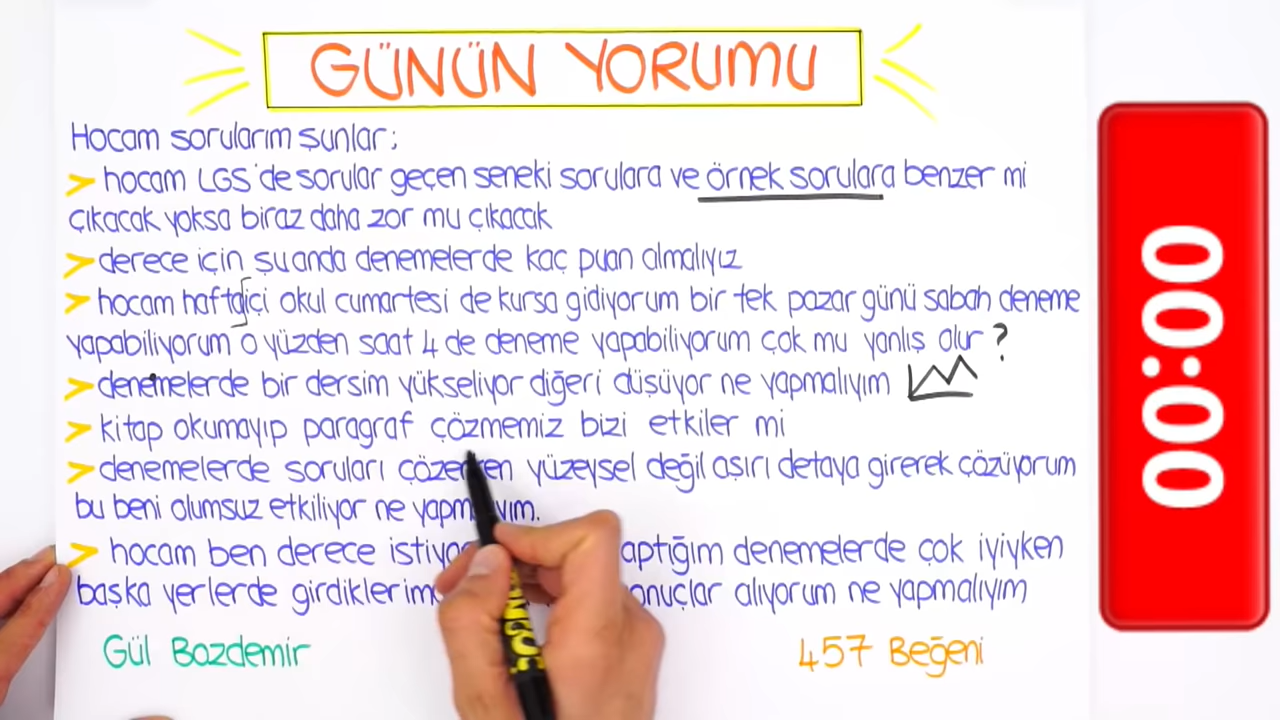 GÜNÜN YORUMU
Hocam sorularım şunlar;
> hocam LGS'de sorular geçen seneki sorulara ve örnek sorulara benzer mi
çıkacak yoksa biraz daha zor mu çıkacak
> derece için şuanda denemelerde kaç puan almalıyız
> hocam haftaiçi okul cumartesi de kursa gidiyorum bir tek pazar günü sabah deneme
yapabiliyorum o yüzden saat 4 de deneme yapabiliyorum çok mu yanlış olur ?
> denemelerde bir dersim yükseliyor diğeri düşüyor ne yapmalıyım
> kitap okumayıp paragraf çözmemiz bizi etkiler mi
> denemelerde soruları çözerken yüzeysel değil aşırı detaya girerek çözüyorum
bu beni olumsuz etkiliyor ne yapmalıyım.
> hocam ben derece denemelerde çok iyiyken
başka yerlerde alıyorum ne yapmalıyım
Gül Bozdemir
457 Beğeni
00:00